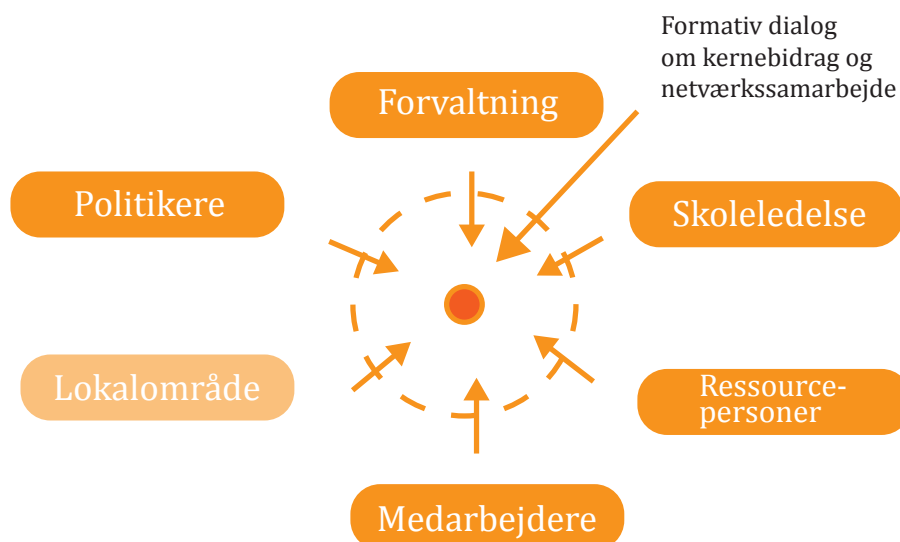 Formativ dialog
om kernebidrag og
netværkssamarbejde
Forvaltning
Politikere
Skoleledelse
Lokalområde
Ressource-
personer
Medarbejdere